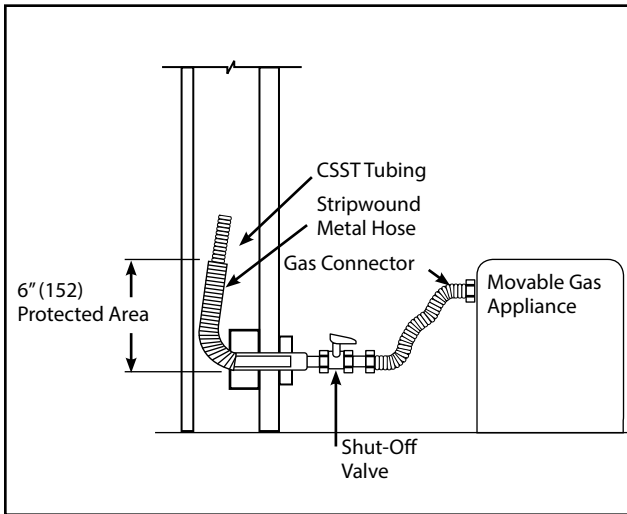 CSST Tubing
Stripwound
Metal Hose
Gas Connector
6” (152)
Protected Area
Movable Gas
Appliance
Shut-Off
Valve